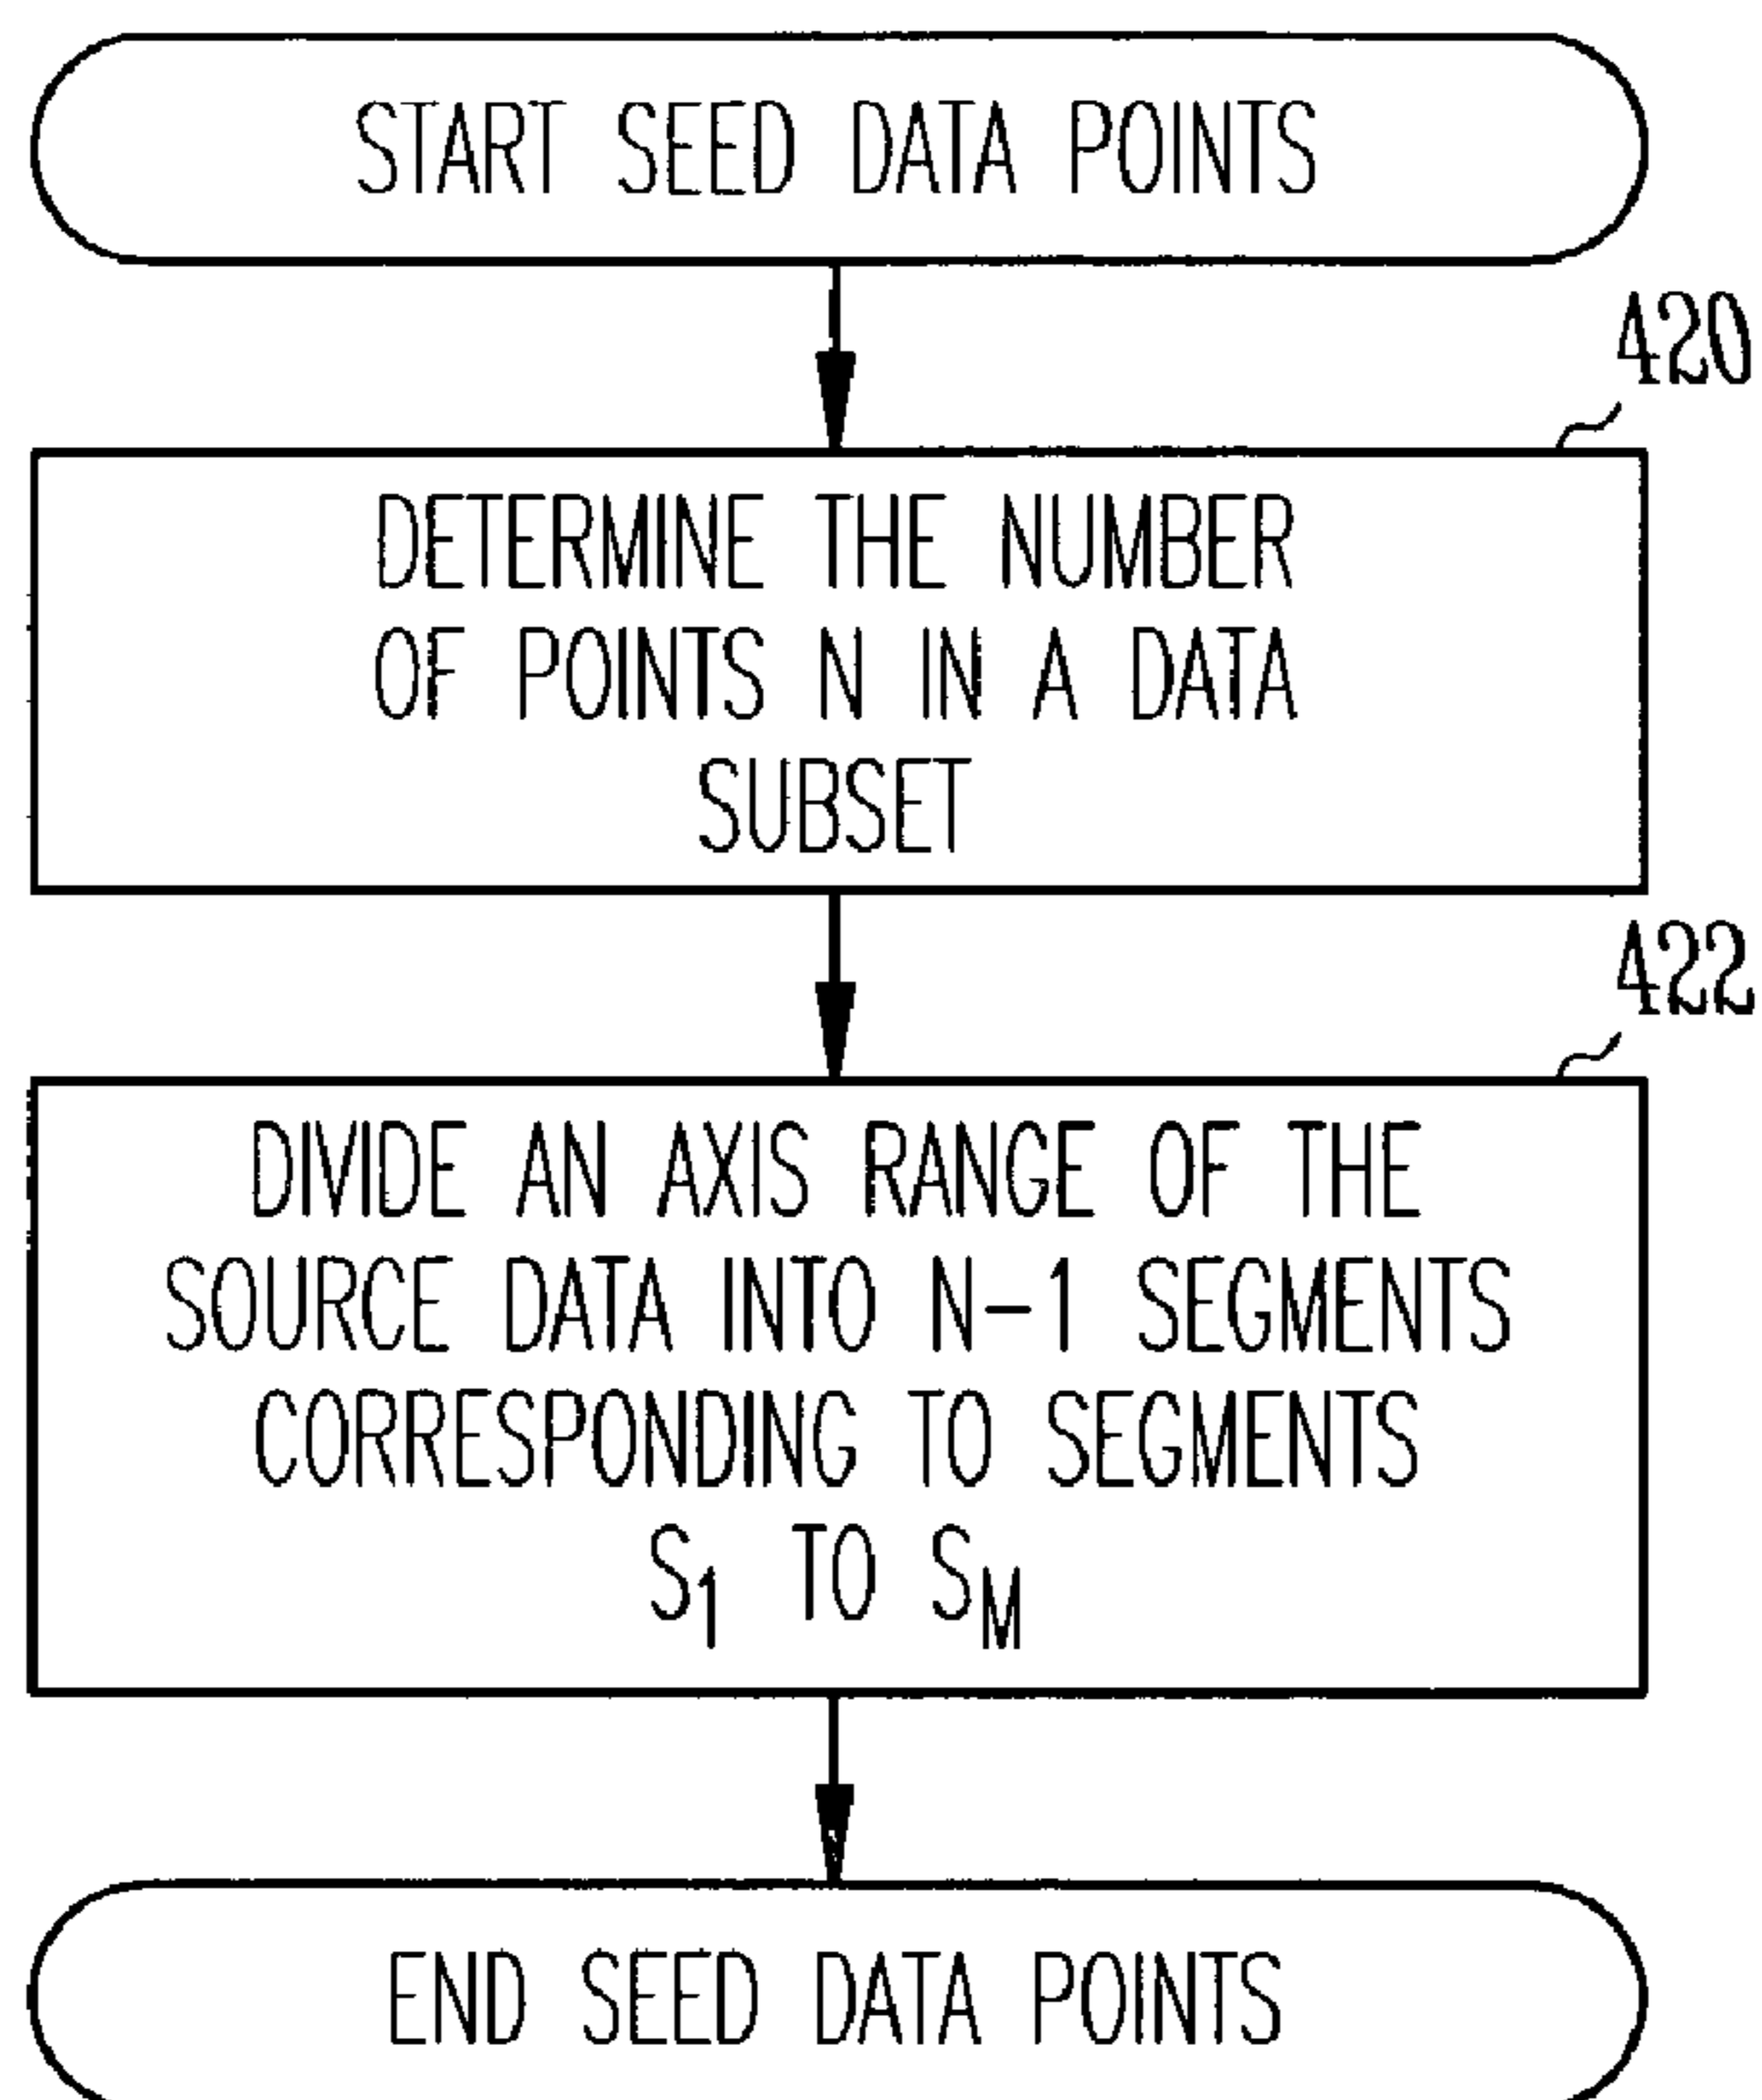 START SEED DATA POINTS
420
DETERMINE THE NUMBER
OF POINTS N IN A DATA
SUBSET
422
DIVIDE AN AXIS RANGE OF THE
SOURCE DATA INTO N-1 SEGMENTS
CORRESPONDING TO SEGMENTS
S₁ TO Sₘ
END SEED DATA POINTS